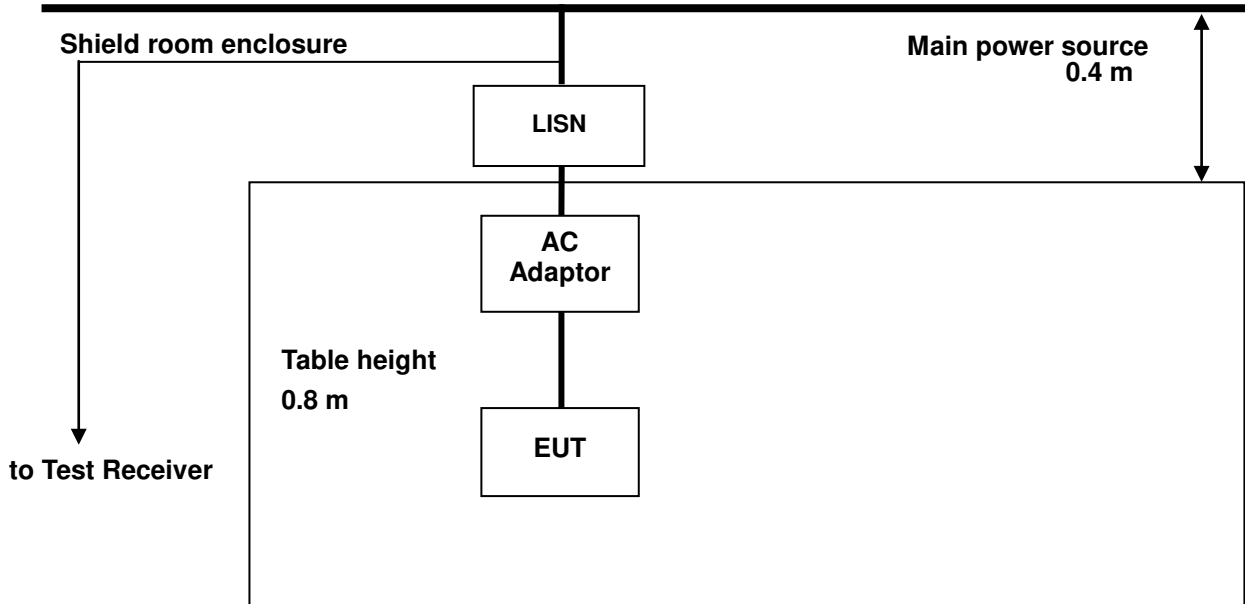 Shield room enclosure
Main power source
0.4 m
LISN
AC
Adaptor
Table height
0.8 m
EUT
to Test Receiver